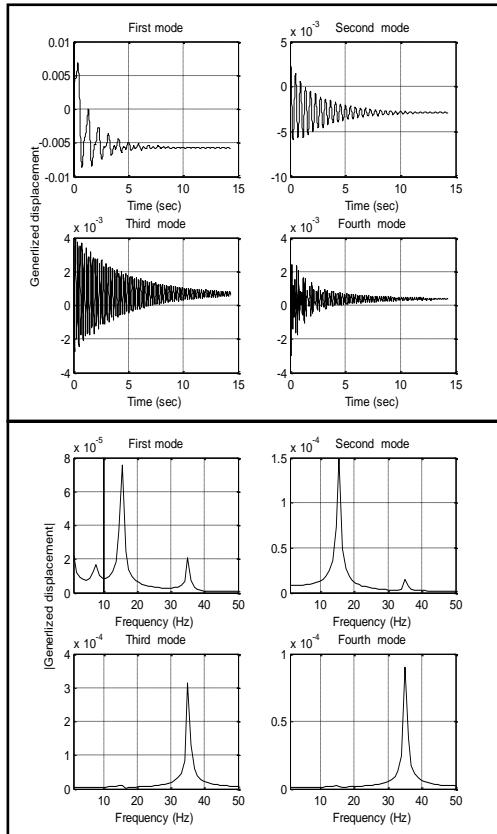 First mode
0.01
0.005
0
-0.005
-0.01
0 5 10 15
Time (sec)
Second mode
x 10-3
5
0
-5
-10
0 5 10 15
Time (sec)
Generlized displacement,
Third mode
x 10-3
4
2
0
-2
-4
0 5 10 15
Time (sec)
Fourth mode
x 10-3
4
2
0
-2
-4
0 5 10 15
Time (sec)
First mode
x 10-5
8
6
4
2
0
10 20 30 40 50
Frequency (Hz)
Second mode
x 10-4
1.5
1
0.5
0
10 20 30 40 50
Frequency (Hz)
|Generlized displacement|
Third mode
x 10-4
4
3
2
1
0
0 10 20 30 40 50
Frequency (Hz)
Fourth mode
x 10-4
1
0.5
0
0 10 20 30 40 50
Frequency (Hz)